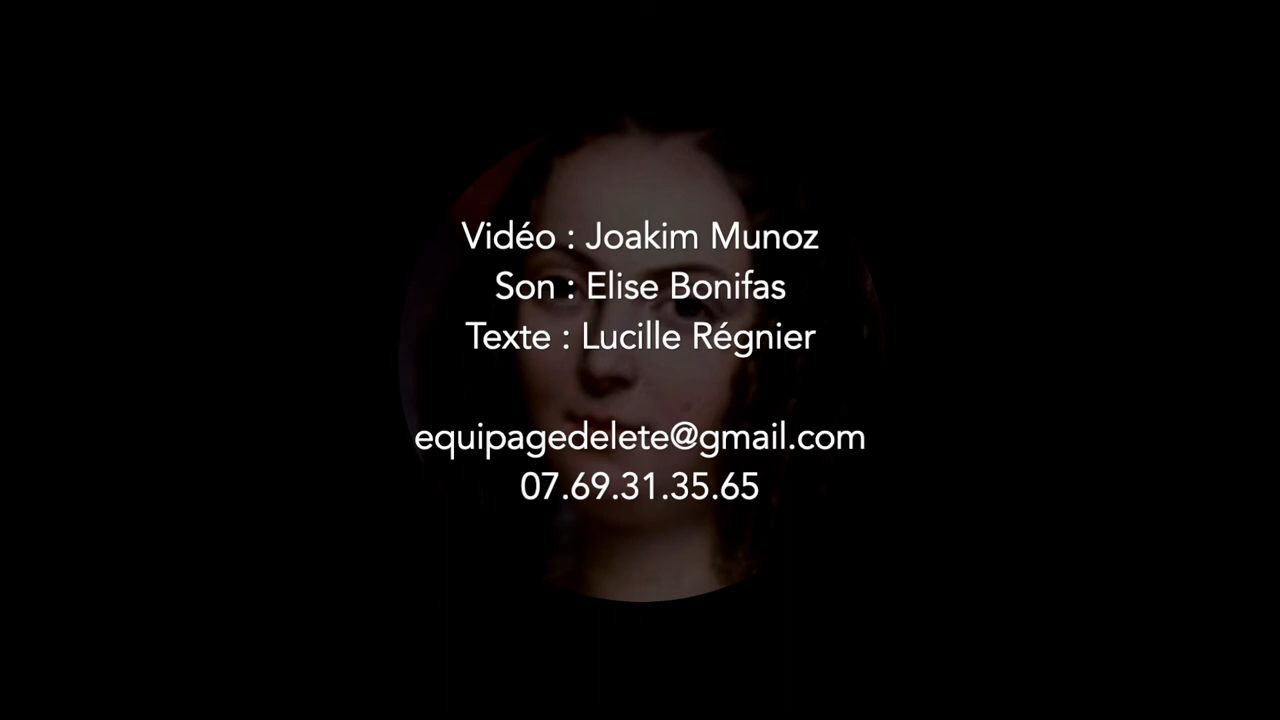 Vidéo : Joakim Munoz
Son : Elise Bonifas
Texte : Lucille Régnier
equipagedelete@gmail.com
07.69.31.35.65